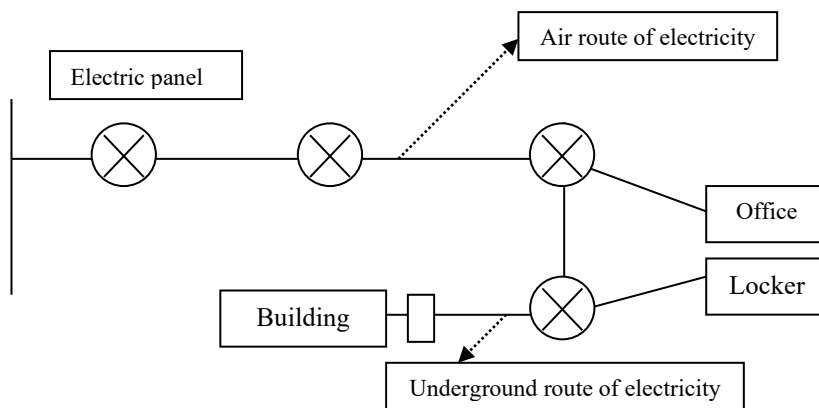 Air route of electricity
Electric panel
Office
Locker
Building
Underground route of electricity